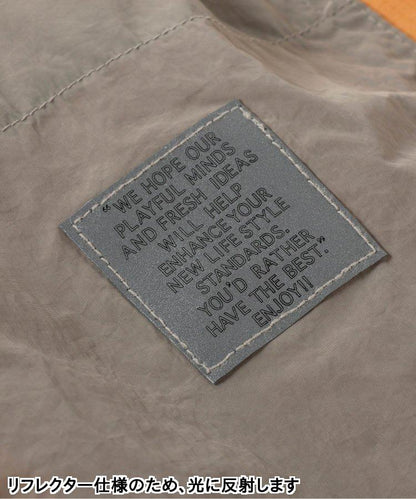 "WE HOPE OUR
PLAYFUL MINDS
AND FRESH IDEAS
WILL HELP
ENHANCE YOUR
NEW LIFE STYLE
STANDARDS.
YOU'D RATHER
HAVE THE BEST."
ENJOY!!
リフレクター仕様のため、光に反射します